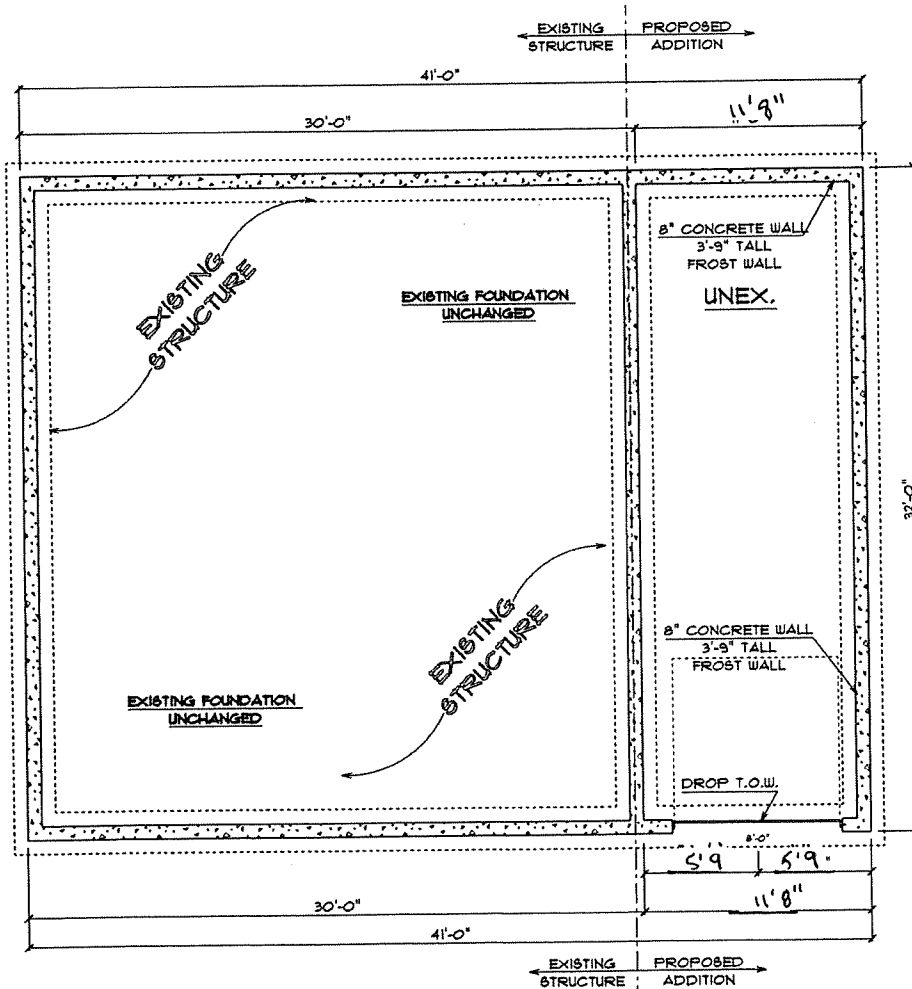 EXISTING STRUCTURE
PROPOSED ADDITION
41'-0"
30'-0"
11'8"
8" CONCRETE WALL
3'-9" TALL
FROST WALL
UNEX.
EXISTING
STRUCTURE
EXISTING FOUNDATION
UNCHANGED
32'-0"
EXISTING
STRUCTURE
8" CONCRETE WALL
3'-9" TALL
FROST WALL
EXISTING FOUNDATION
UNCHANGED
DROP T.O.W.
8'-0"
5'9
5'9"
30'-0"
11'8"
41'-0"
EXISTING STRUCTURE
PROPOSED ADDITION